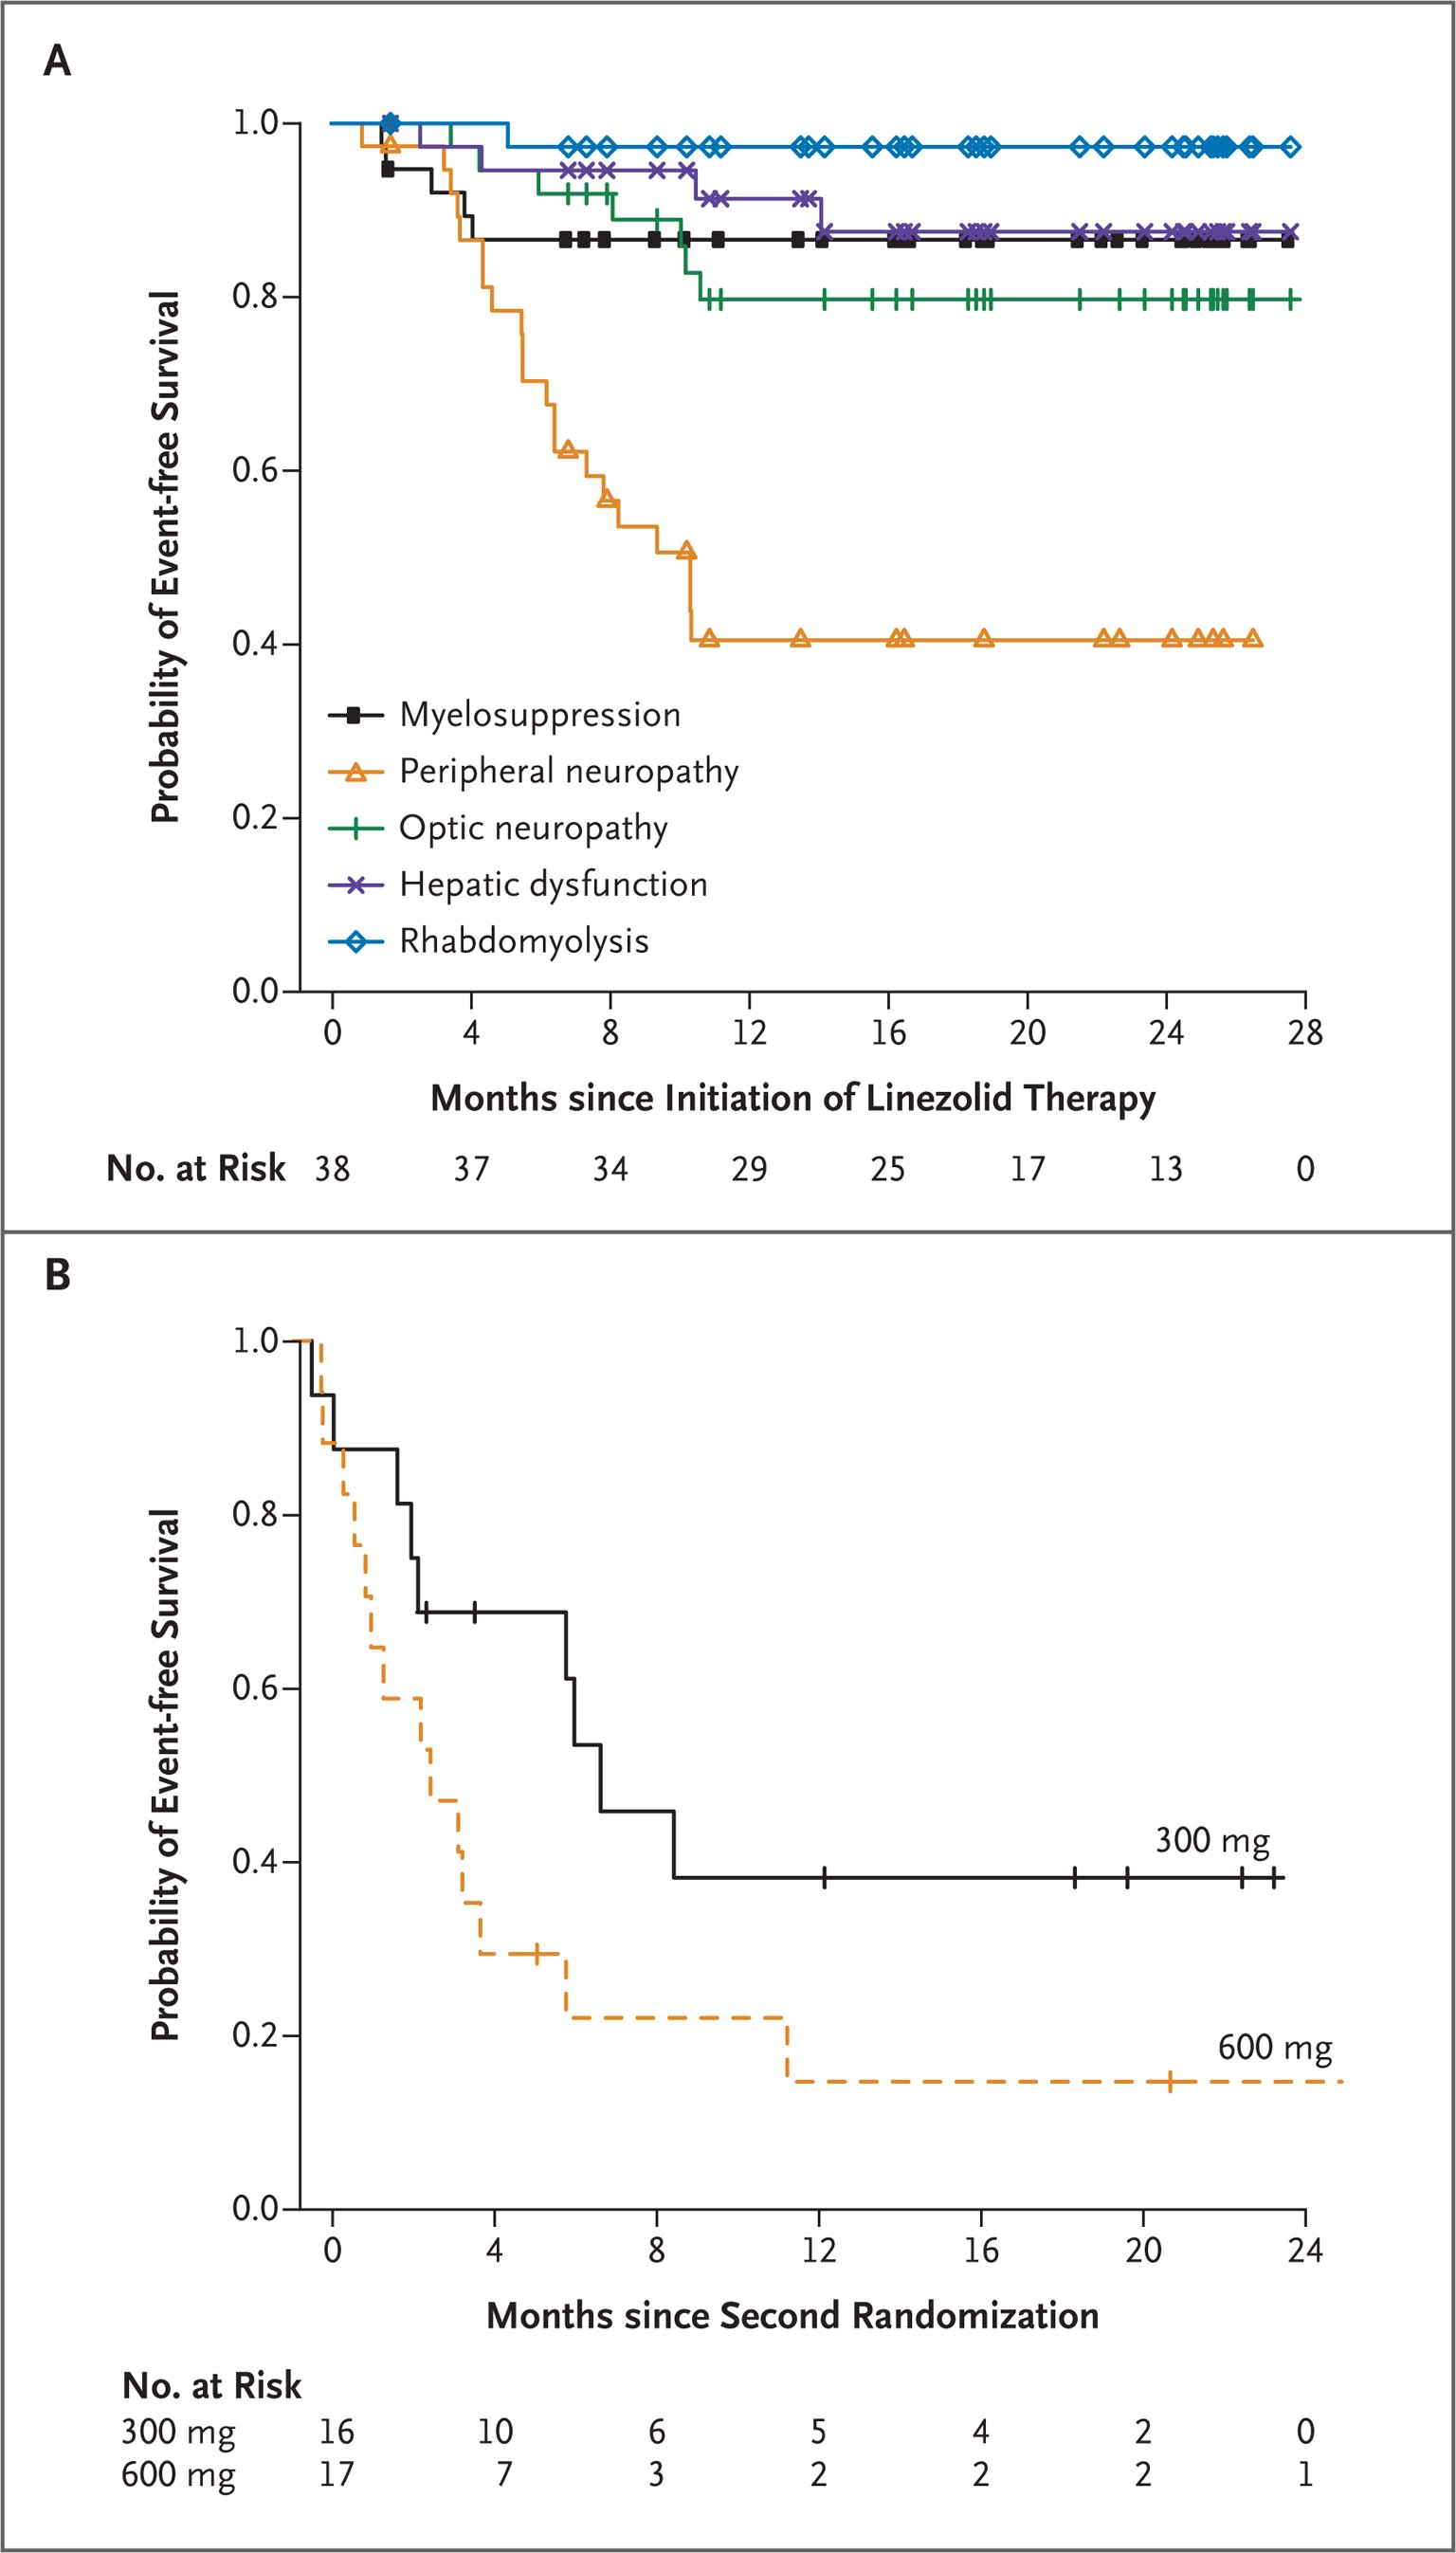 A
1.0
0.8
0.6
0.4
0.2
0.0
Probability of Event-free Survival
Myelosuppression
Peripheral neuropathy
Optic neuropathy
Hepatic dysfunction
Rhabdomyolysis
0 4 8 12 16 20 24 28
Months since Initiation of Linezolid Therapy
No. at Risk 38 37 34 29 25 17 13 0
B
1.0
0.8
0.6
0.4
0.2
0.0
Probability of Event-free Survival
300 mg
600 mg
0 4 8 12 16 20 24
Months since Second Randomization
No. at Risk
300 mg 16 10 6 5 4 2 0
600 mg 17 7 3 2 2 2 1